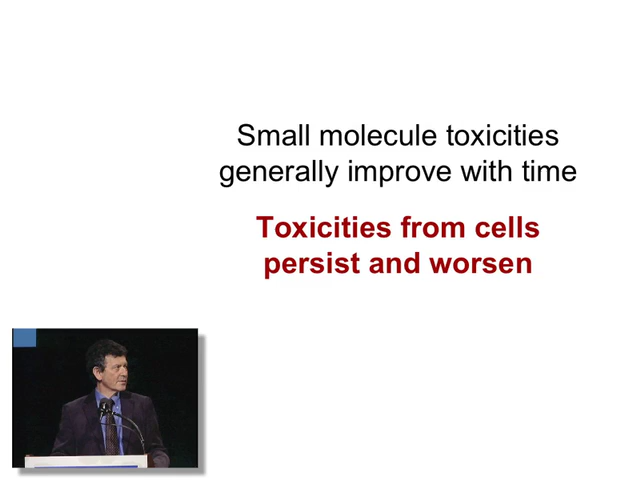 Small molecule toxicities
generally improve with time
Toxicities from cells
persist and worsen